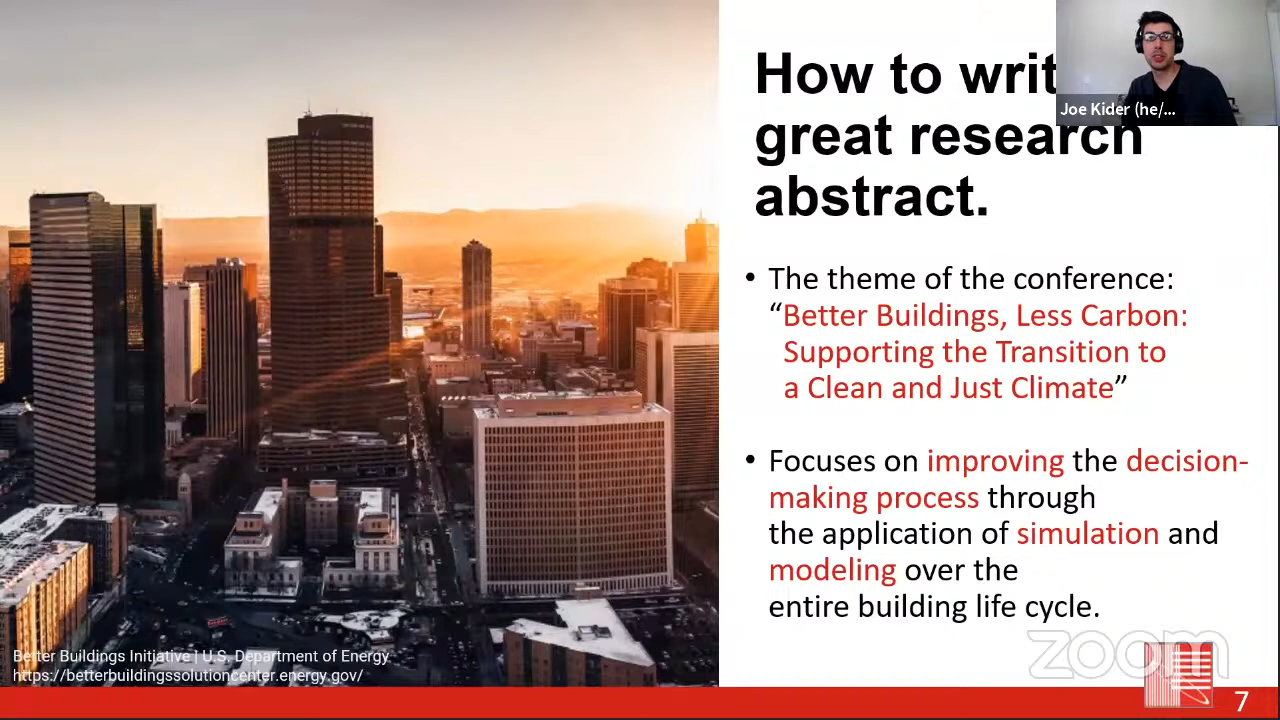 How to writ
great research
abstract.
Joe Kider (he/...
• The theme of the conference:
“Better Buildings, Less Carbon:
Supporting the Transition to
a Clean and Just Climate”
• Focuses on improving the decision-
making process through
the application of simulation and
modeling over the
entire building life cycle.
Better Buildings Initiative | U.S. Department of Energy
https://betterbuildingssolutioncenter.energy.gov/
zoom
7